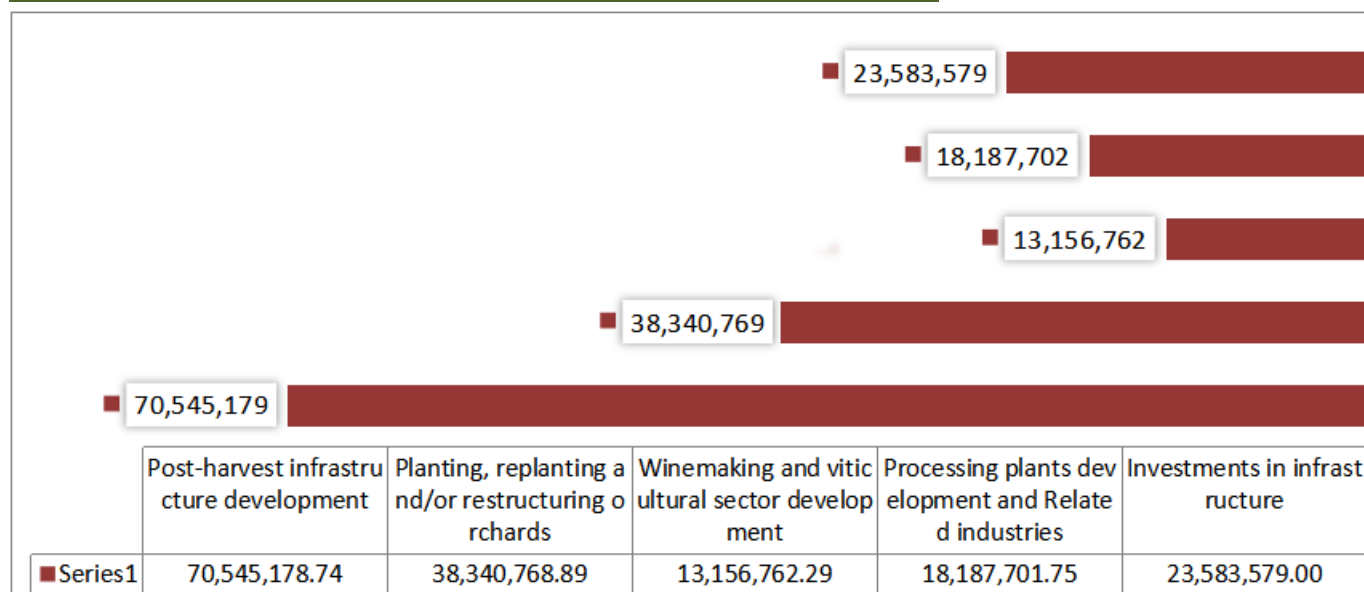 23,583,579
18,187,702
13,156,762
38,340,769
70,545,179
Post-harvest infrastru
cture development
Planting, replanting a
nd/or restructuring o
rchards
Winemaking and vitic
ultural sector develop
ment
Processing plants dev
elopment and Relate
d industries
Investments in infrast
ructure
Series1 70,545,178.74 38,340,768.89 13,156,762.29 18,187,701.75 23,583,579.00